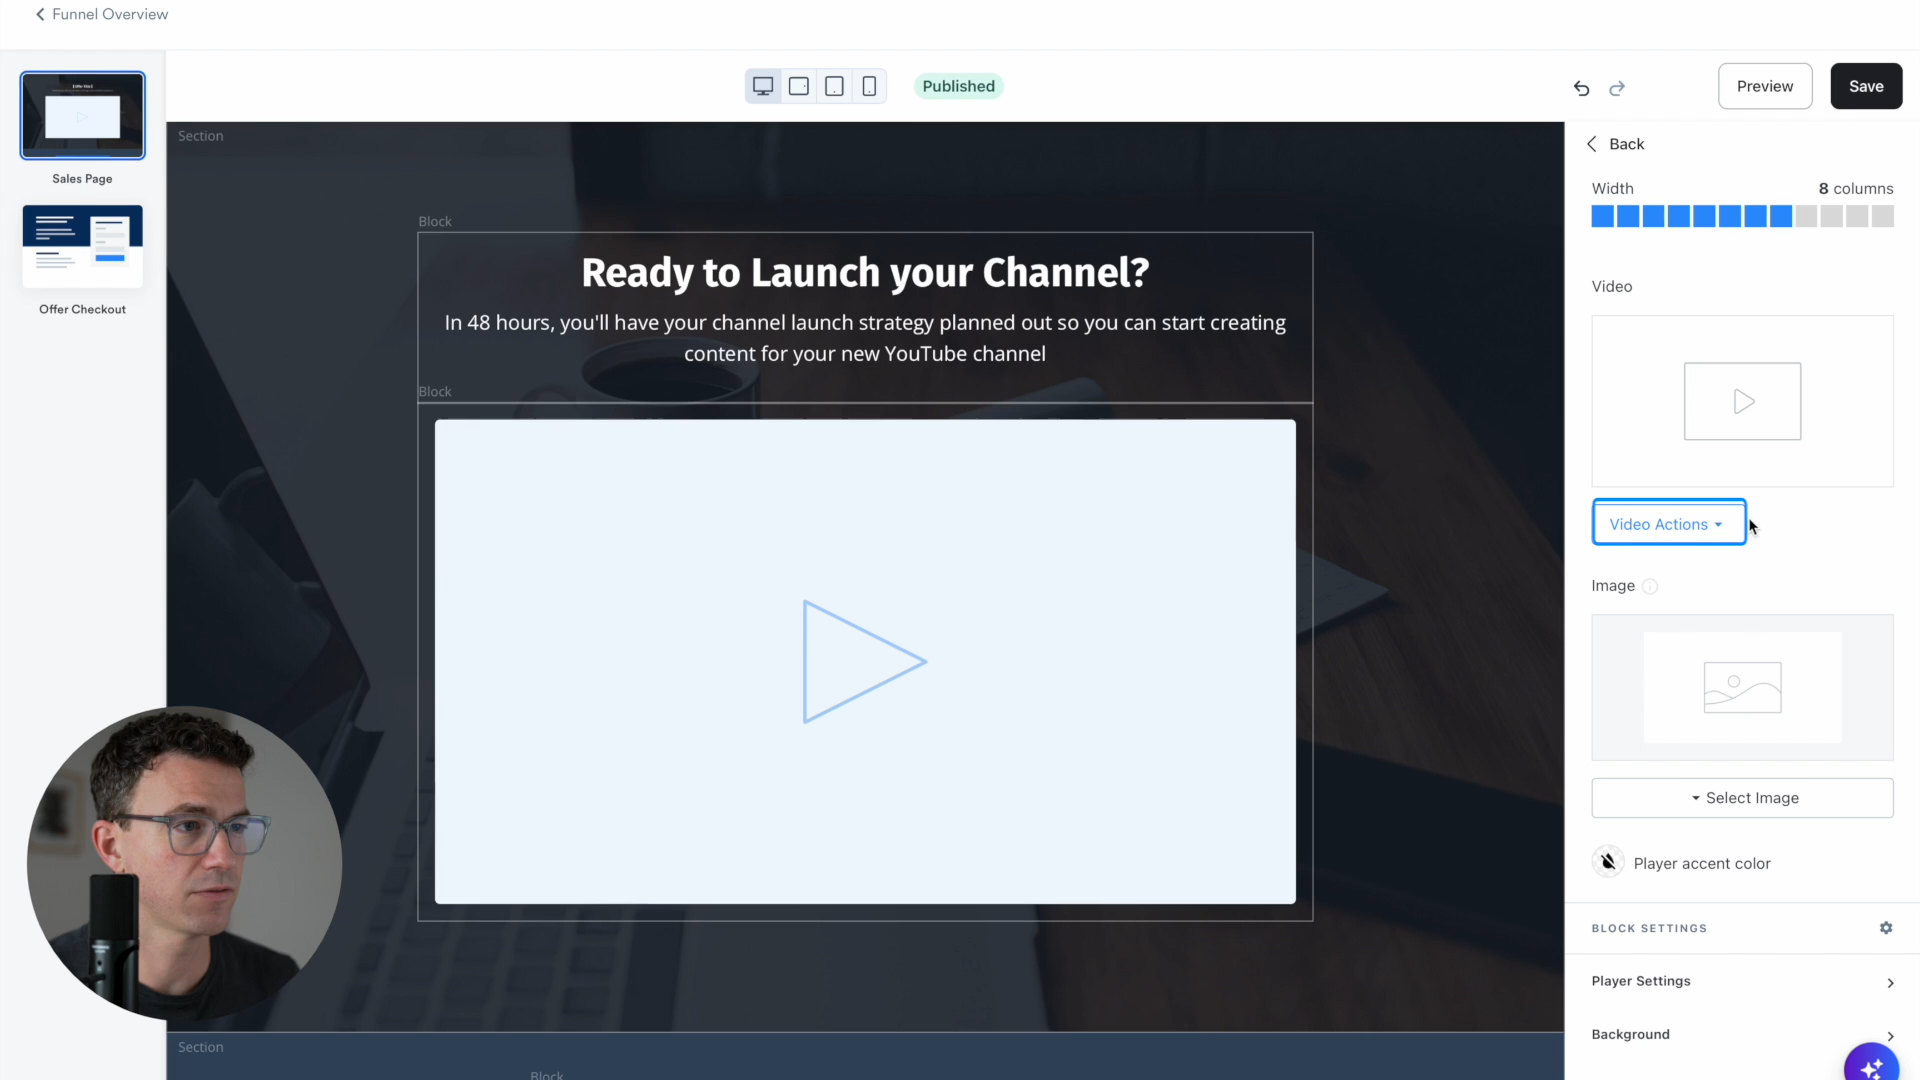 Funnel Overview
Published
Preview
Save
Sales Page
Offer Checkout
Section
Block
Ready to Launch your Channel?
In 48 hours, you'll have your channel launch strategy planned out so you can start creating
content for your new YouTube channel
Block
Section
Block
Back
Width
8 columns
Video
Video Actions
Image
Select Image
Player accent color
BLOCK SETTINGS
Player Settings
Background